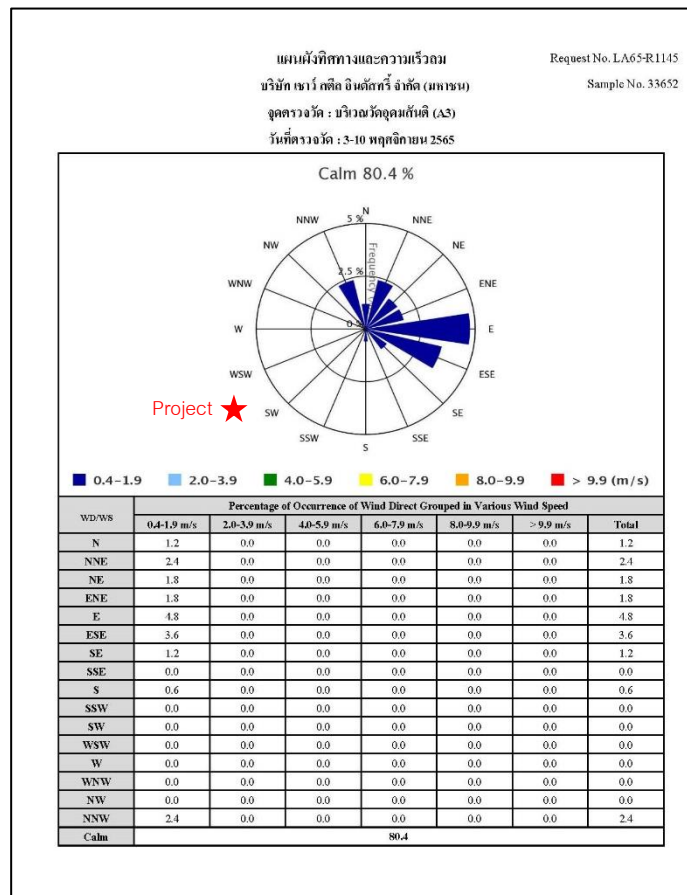 แผนผังทิศทางและความเร็วลม
Request No. LA65-R1145
บริษัท เชาว์ สตีล อินดัสทรี้ จำกัด (มหาชน)
Sample No. 33652
จุดตรวจวัด : บริเวณวัดอุดมสันติ (A3)
วันที่ตรวจวัด : 3-10 พฤศจิกายน 2565
Calm 80.4 %
N
NNW 5 % NNE
NW NE
WNW 2.5 % ENE
Frequency
W 0 % E
WSW ESE
Project SW SE
SSW SSE
S
0.4-1.9 2.0-3.9 4.0-5.9 6.0-7.9 8.0-9.9 > 9.9 (m/s)
WD/WS Percentage of Occurrence of Wind Direct Grouped in Various Wind Speed
0.4-1.9 m/s 2.0-3.9 m/s 4.0-5.9 m/s 6.0-7.9 m/s 8.0-9.9 m/s > 9.9 m/s Total
N 1.2 0.0 0.0 0.0 0.0 0.0 1.2
NNE 2.4 0.0 0.0 0.0 0.0 0.0 2.4
NE 1.8 0.0 0.0 0.0 0.0 0.0 1.8
ENE 1.8 0.0 0.0 0.0 0.0 0.0 1.8
E 4.8 0.0 0.0 0.0 0.0 0.0 4.8
ESE 3.6 0.0 0.0 0.0 0.0 0.0 3.6
SE 1.2 0.0 0.0 0.0 0.0 0.0 1.2
SSE 0.0 0.0 0.0 0.0 0.0 0.0 0.0
S 0.6 0.0 0.0 0.0 0.0 0.0 0.6
SSW 0.0 0.0 0.0 0.0 0.0 0.0 0.0
SW 0.0 0.0 0.0 0.0 0.0 0.0 0.0
WSW 0.0 0.0 0.0 0.0 0.0 0.0 0.0
W 0.0 0.0 0.0 0.0 0.0 0.0 0.0
WNW 0.0 0.0 0.0 0.0 0.0 0.0 0.0
NW 0.0 0.0 0.0 0.0 0.0 0.0 0.0
NNW 2.4 0.0 0.0 0.0 0.0 0.0 2.4
Calm 80.4